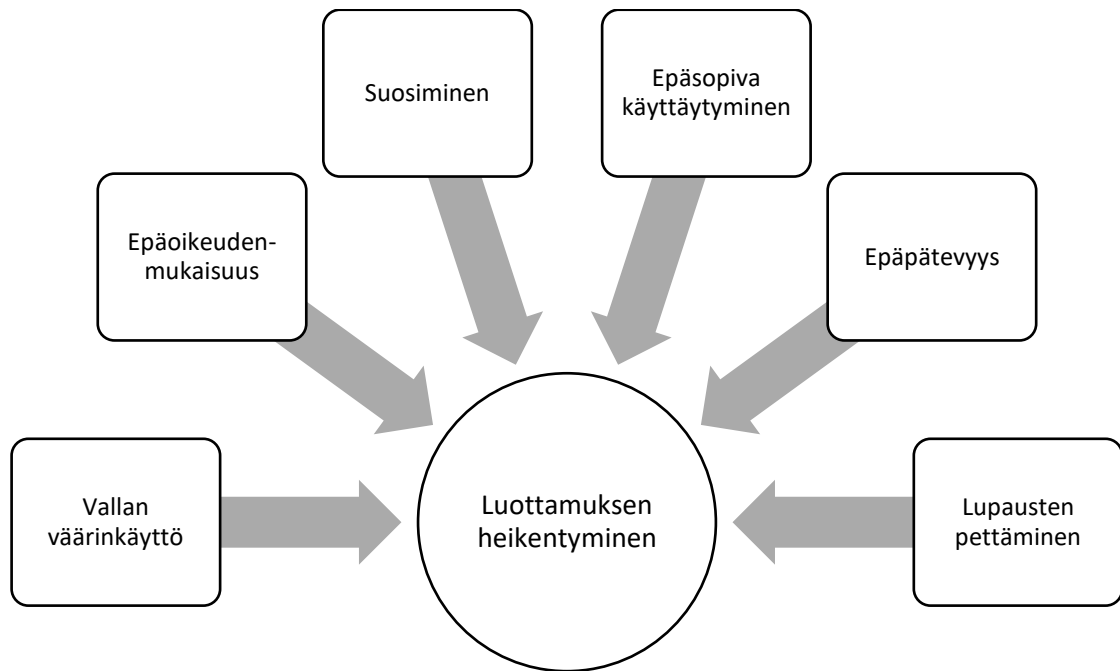 Suosiminen
Epäsopiva
käyttäytyminen
Epäoikeuden-
mukaisuus
Epäpätevyys
Vallan
väärinkäyttö
Luottamuksen
heikentyminen
Lupausten
pettäminen